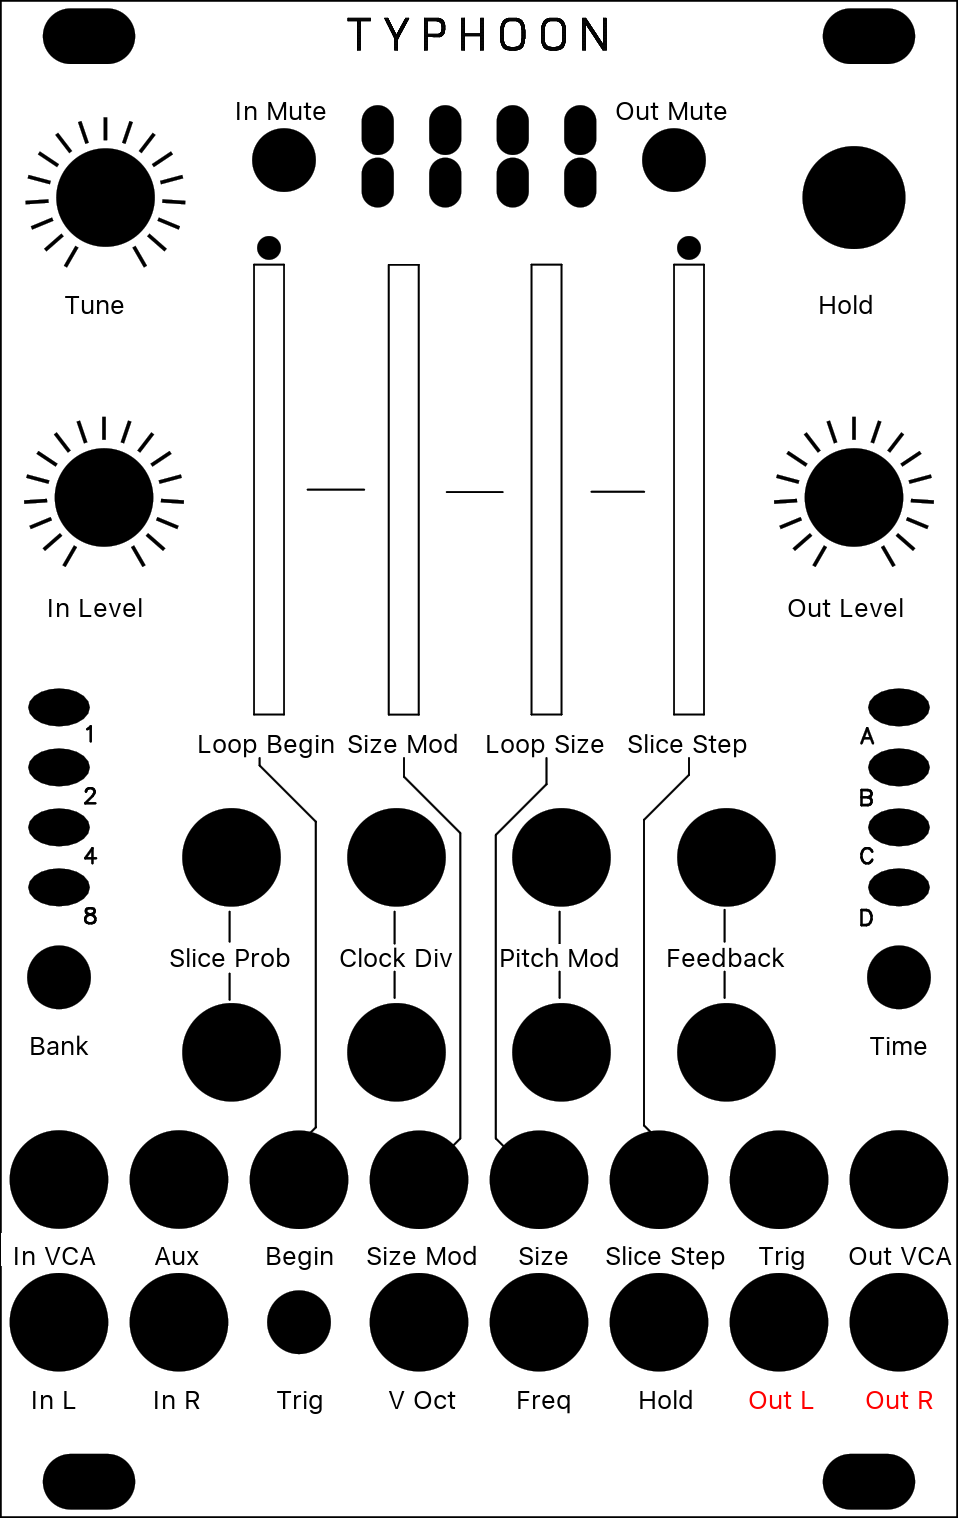 TYPHOON
In Mute
Out Mute
Tune
Hold
In Level
Out Level
1
2
4
8
A
B
C
D
Loop Begin
Size Mod
Loop Size
Slice Step
Slice Prob
Clock Div
Pitch Mod
Feedback
Bank
Time
In VCA
Aux
Begin
Size Mod
Size
Slice Step
Trig
Out VCA
In L
In R
Trig
V Oct
Freq
Hold
Out L
Out R